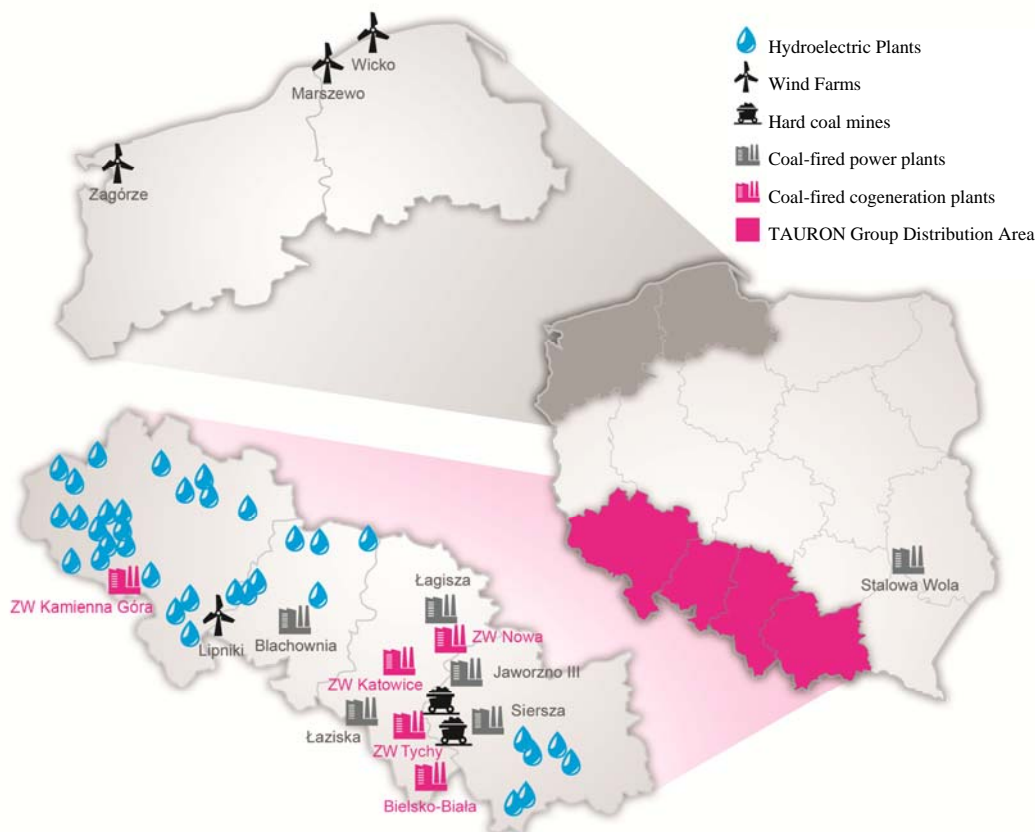 Wicko
Marszewo
Zagórze
Hydroelectric Plants
Wind Farms
Hard coal mines
Coal-fired power plants
Coal-fired cogeneration plants
TAURON Group Distribution Area
Stalowa Wola
Łagisza
ZW Kamienna Góra
ZW Nowa
Lipniki
Blachownia
ZW Katowice
Jaworzno III
Siersza
Łaziska
ZW Tychy
Bielsko-Biała